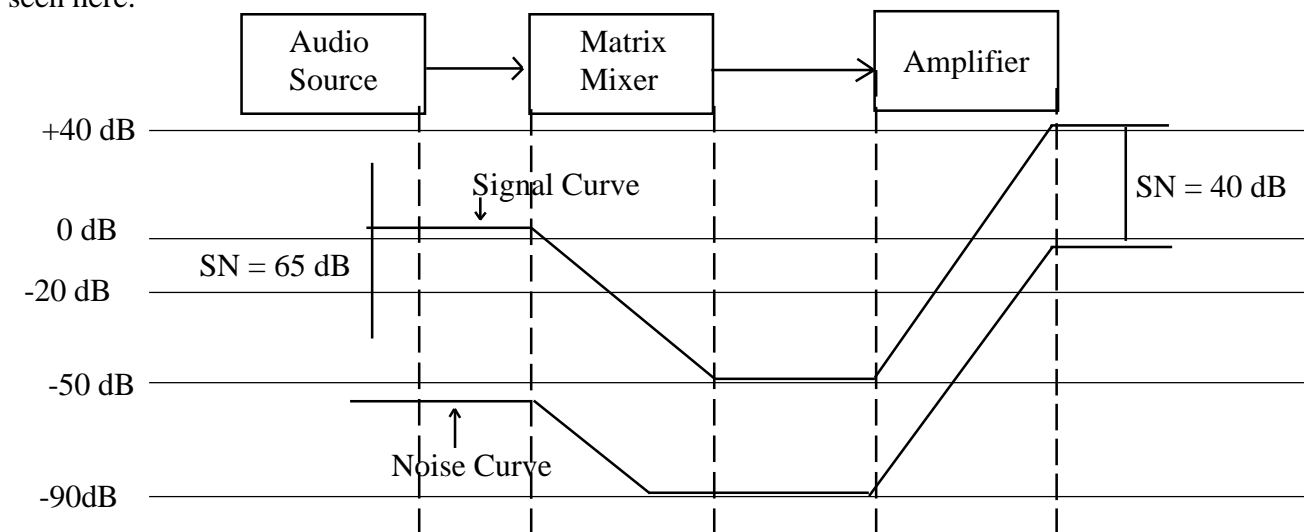 seen here.
Audio
Source
Matrix
Mixer
Amplifier
+40 dB
Signal Curve
SN = 40 dB
0 dB
SN = 65 dB
-20 dB
-50 dB
Noise Curve
-90dB